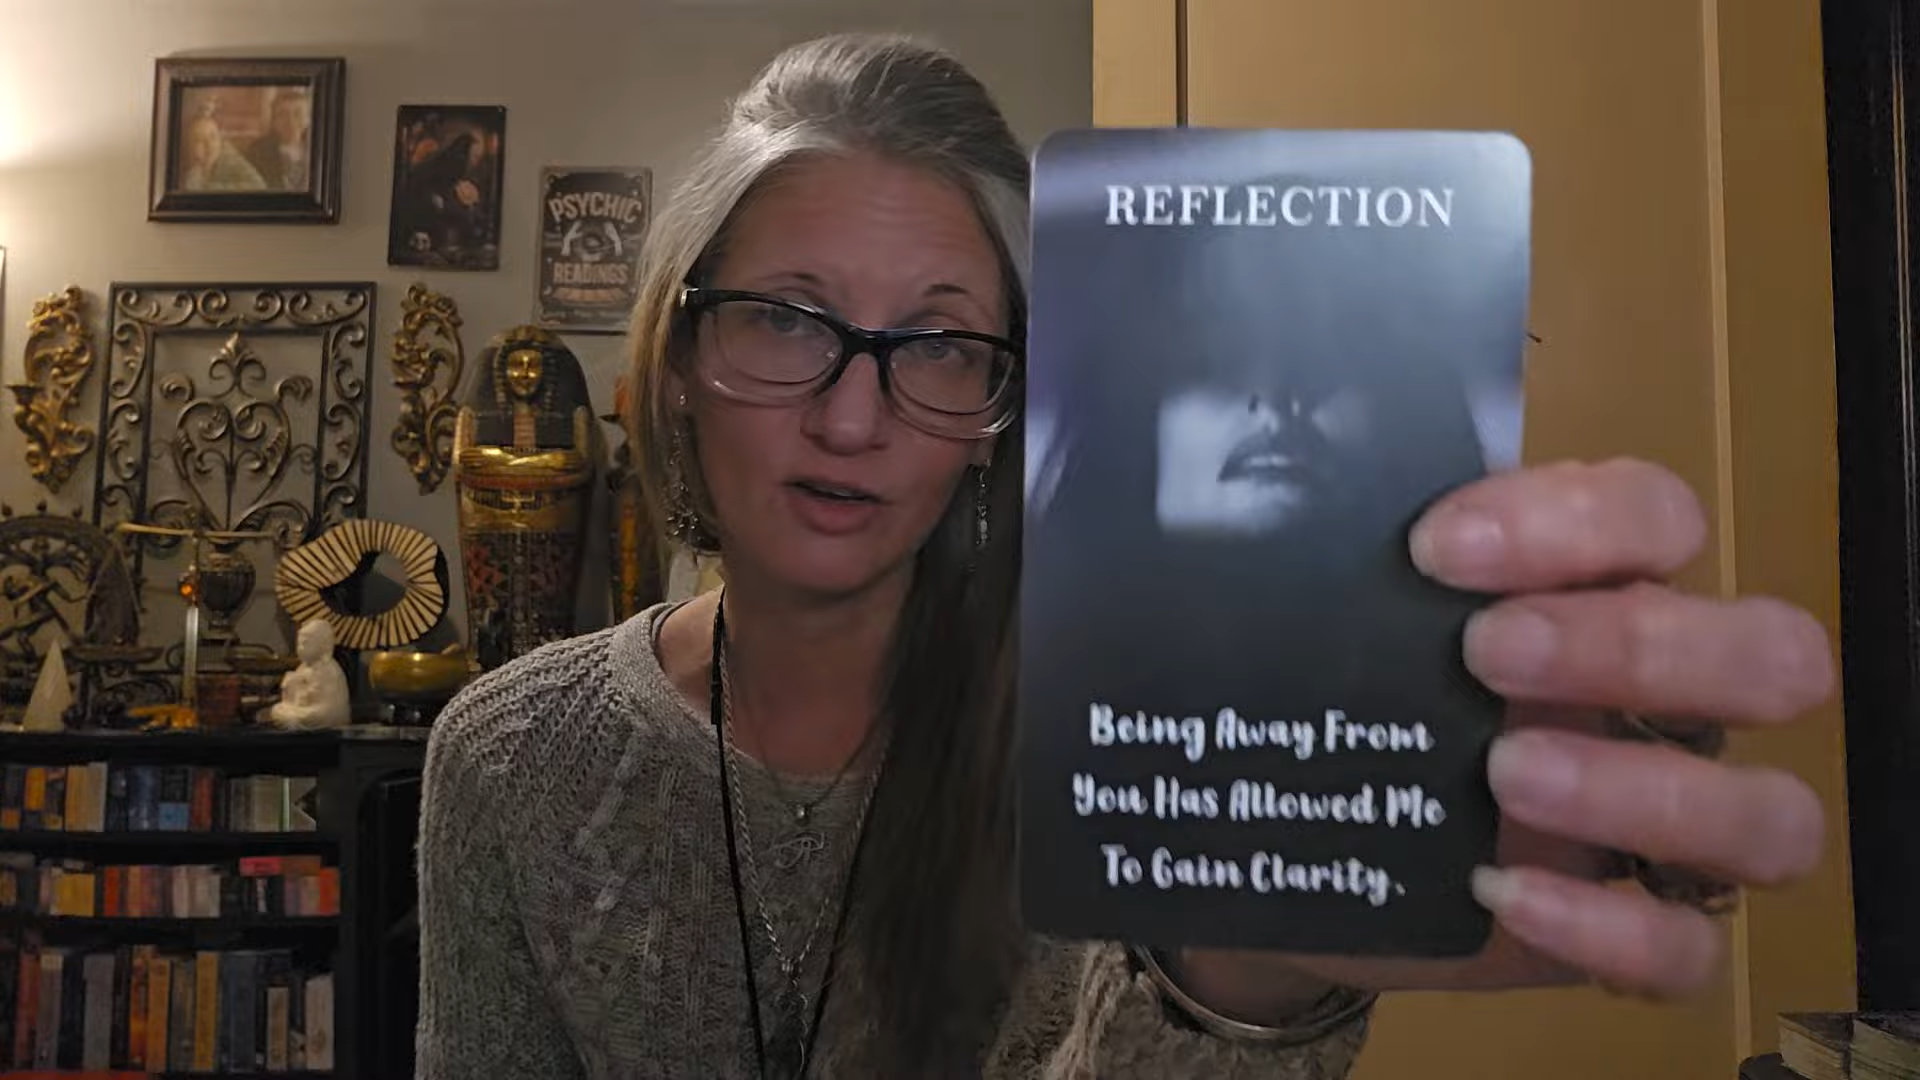 PSYCHIC
READINGS
REFLECTION
Being Away From
You Has Allowed Me
To Gain Clarity.